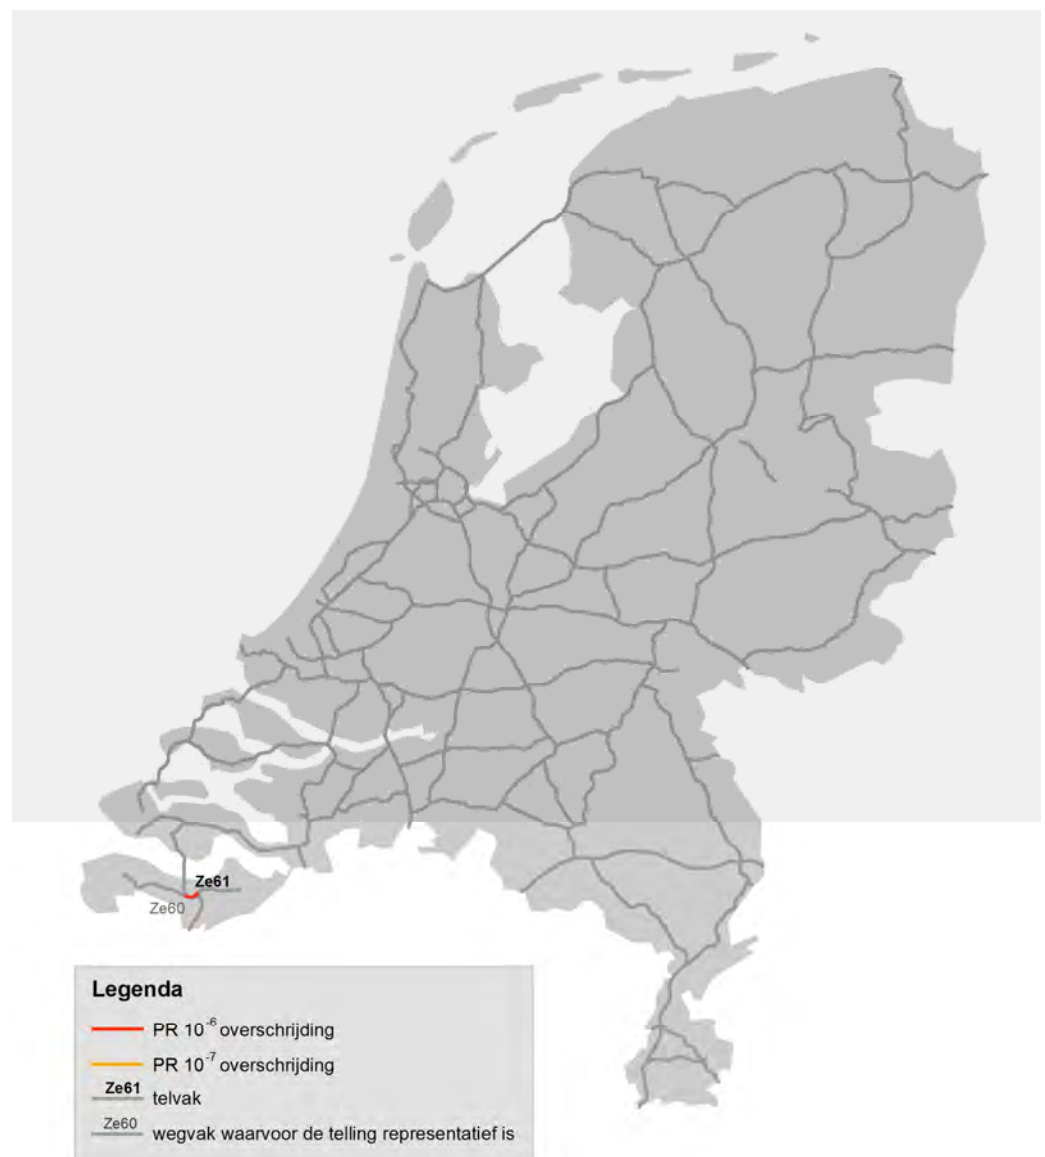 Ze61
Ze60
Legenda
PR 10-6 overschrijding
PR 10-7 overschrijding
Ze61 telvak
Ze60 wegvak waarvoor de telling representatief is